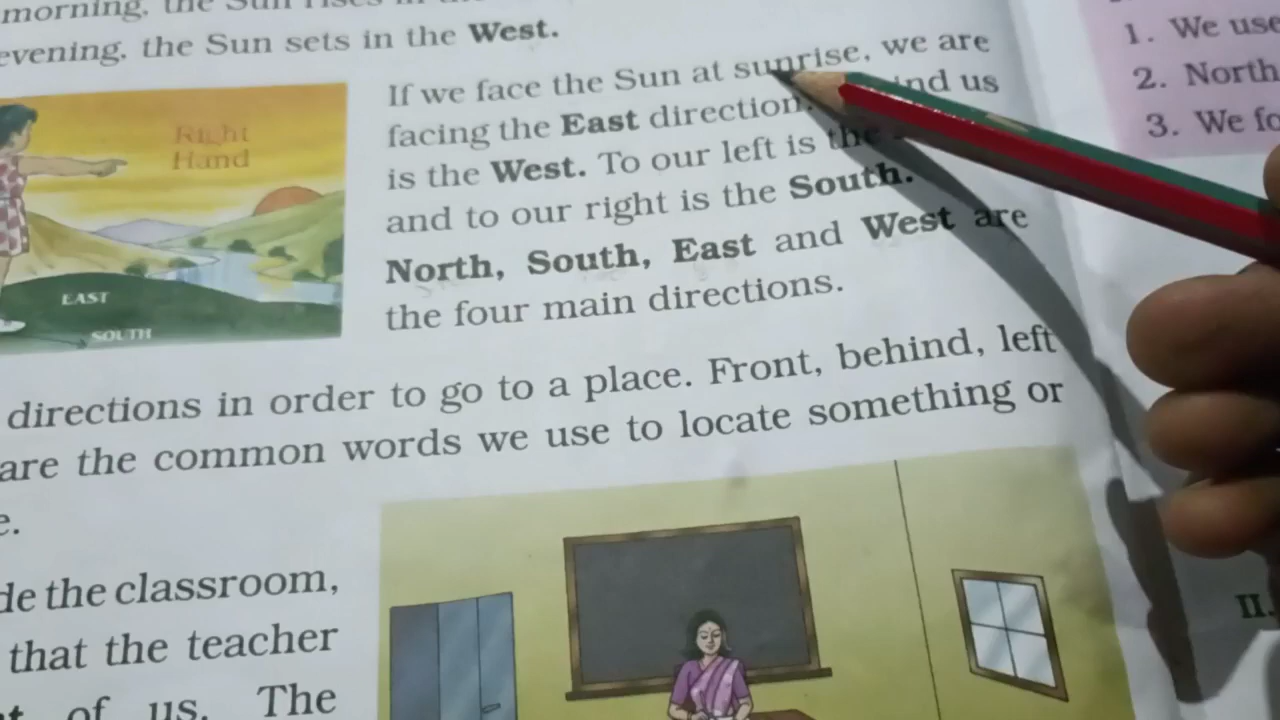 morning, the Sun rises in
evening, the Sun sets in the West.
Right
Hand
EAST
SOUTH
If we face the Sun at sunrise, we are
facing the East direction. us
is the West. To our left is the
and to our right is the South.
North, South, East and West are
the four main directions.
directions in order to go to a place. Front, behind, left
are the common words we use to locate something or
e.
the classroom,
that the teacher
of us. The
1. We use
2. North
3. We
II.